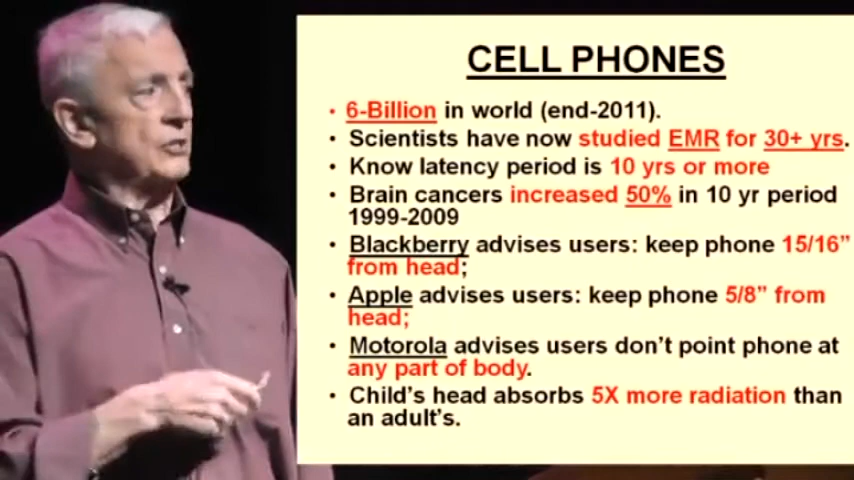 CELL PHONES
• 6-Billion in world (end-2011).
• Scientists have now studied EMR for 30+ yrs.
• Know latency period is 10 yrs or more
• Brain cancers increased 50% in 10 yr period
1999-2009
• Blackberry advises users: keep phone 15/16”
from head;
• Apple advises users: keep phone 5/8” from
head;
• Motorola advises users don’t point phone at
any part of body.
• Child’s head absorbs 5X more radiation than
an adult’s.